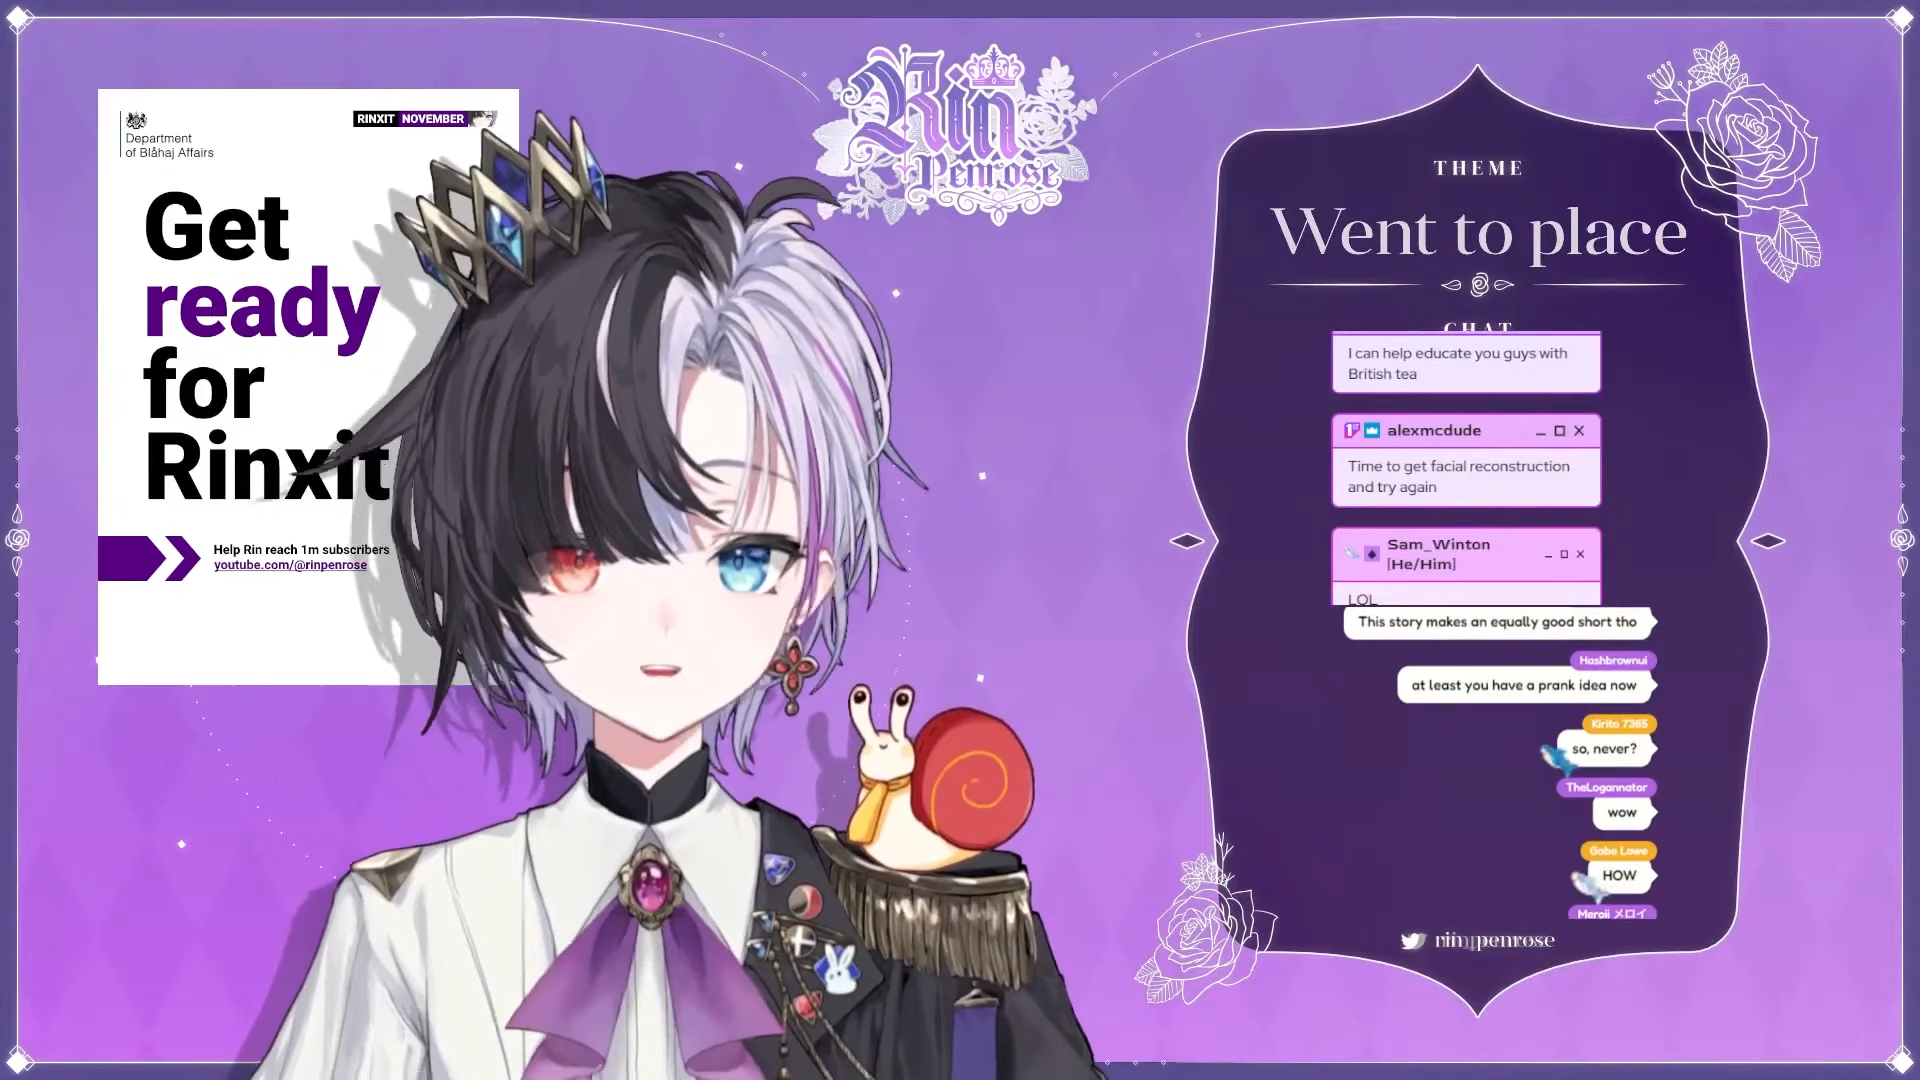 Department
of Blåhaj Affairs
RINXIT NOVEMBER
Get
ready
for
Rinxit
Help Rin reach 1m subscribers
youtube.com/@rinpenrose
Rin
Penrose
THEME
Went to place
CHAT
I can help educate you guys with
British tea
alexmcdude
Time to get facial reconstruction
and try again
Sam_Winton
[He/Him]
LOL
This story makes an equally good short tho
Hashbrownui
at least you have a prank idea now
Kirito 7385
so, never?
TheLogannator
wow
Gabe Lowe
HOW
Meroii メロイ